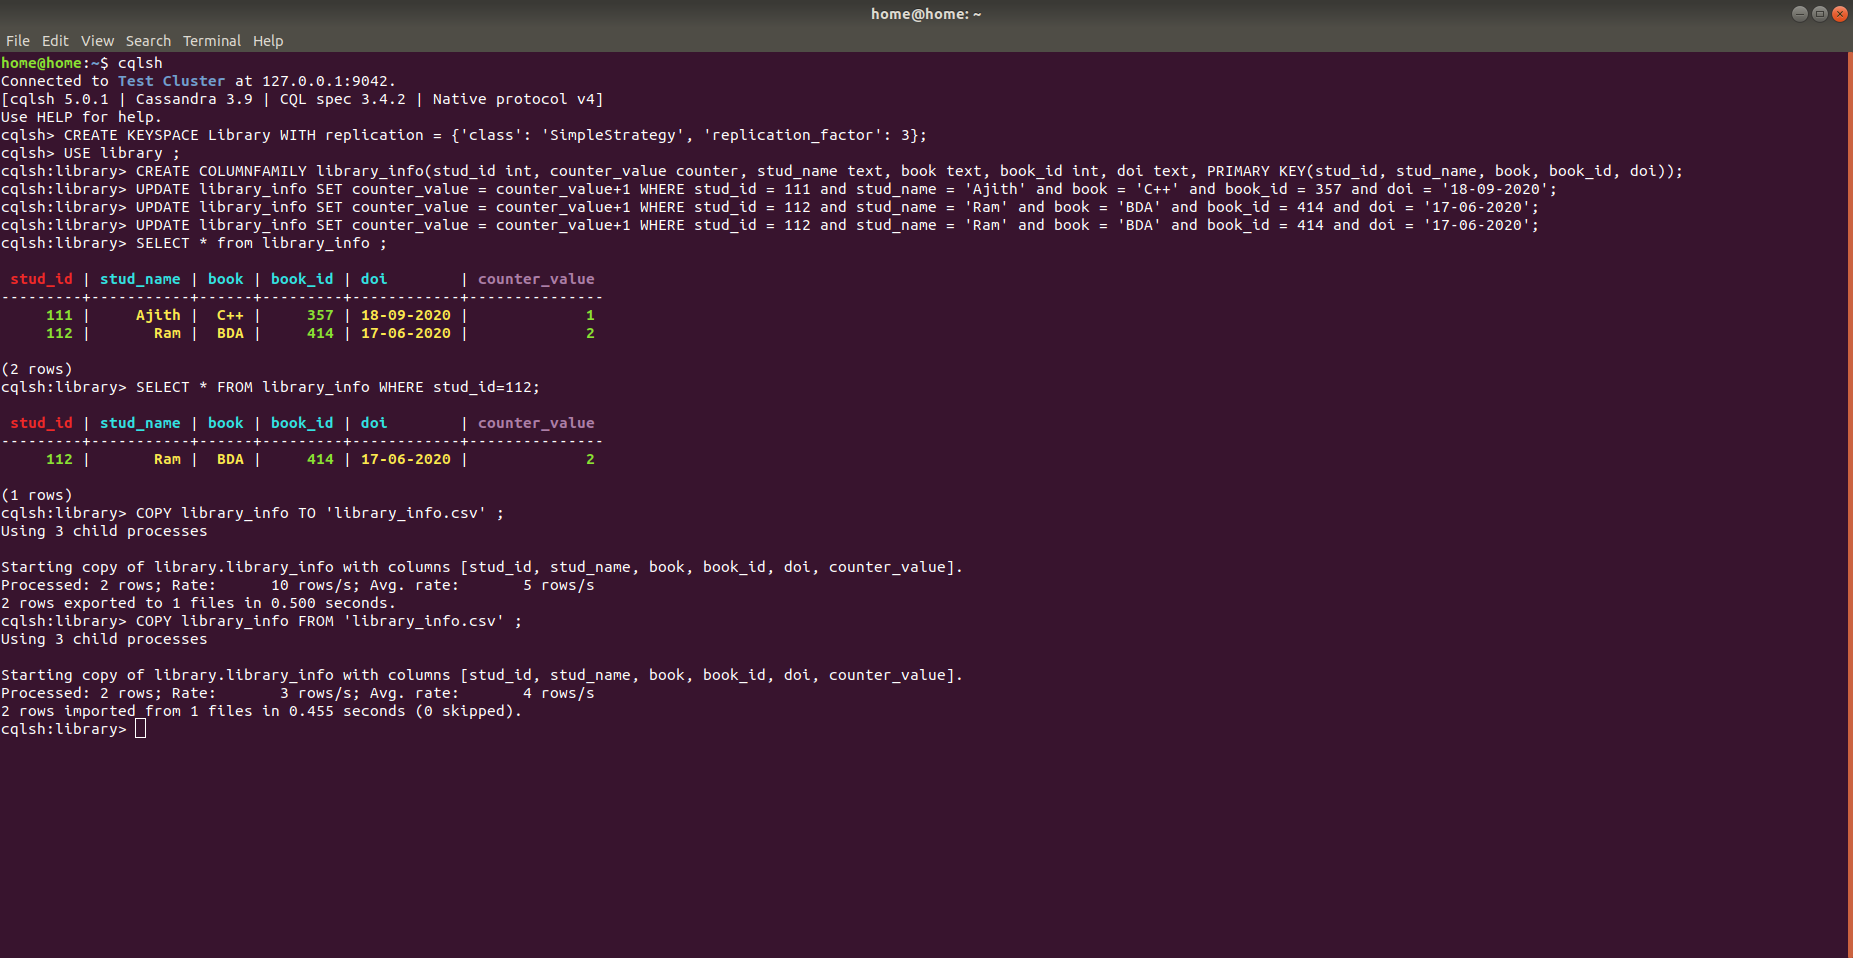 home@home: ~
File Edit View Search Terminal Help
home@home:~$ cqlsh
Connected to Test Cluster at 127.0.0.1:9042.
[cqlsh 5.0.1 | Cassandra 3.9 | CQL spec 3.4.2 | Native protocol v4]
Use HELP for help.
cqlsh> CREATE KEYSPACE Library WITH replication = {'class': 'SimpleStrategy', 'replication_factor': 3};
cqlsh> USE library ;
cqlsh:library> CREATE COLUMNFAMILY library_info(stud_id int, counter_value counter, stud_name text, book text, book_id int, doi text, PRIMARY KEY(stud_id, stud_name, book, book_id, doi));
cqlsh:library> UPDATE library_info SET counter_value = counter_value+1 WHERE stud_id = 111 and stud_name = 'Ajith' and book = 'C++' and book_id = 357 and doi = '18-09-2020';
cqlsh:library> UPDATE library_info SET counter_value = counter_value+1 WHERE stud_id = 112 and stud_name = 'Ram' and book = 'BDA' and book_id = 414 and doi = '17-06-2020';
cqlsh:library> UPDATE library_info SET counter_value = counter_value+1 WHERE stud_id = 112 and stud_name = 'Ram' and book = 'BDA' and book_id = 414 and doi = '17-06-2020';
cqlsh:library> SELECT * from library_info ;
 stud_id | stud_name | book | book_id | doi        | counter_value
---------+-----------+------+---------+------------+---------------
     111 |     Ajith |  C++ |     357 | 18-09-2020 |             1
     112 |       Ram |  BDA |     414 | 17-06-2020 |             2
(2 rows)
cqlsh:library> SELECT * FROM library_info WHERE stud_id=112;
 stud_id | stud_name | book | book_id | doi        | counter_value
---------+-----------+------+---------+------------+---------------
     112 |       Ram |  BDA |     414 | 17-06-2020 |             2
(1 rows)
cqlsh:library> COPY library_info TO 'library_info.csv' ;
Using 3 child processes
Starting copy of library.library_info with columns [stud_id, stud_name, book, book_id, doi, counter_value].
Processed: 2 rows; Rate:      10 rows/s; Avg. rate:       5 rows/s
2 rows exported to 1 files in 0.500 seconds.
cqlsh:library> COPY library_info FROM 'library_info.csv' ;
Using 3 child processes
Starting copy of library.library_info with columns [stud_id, stud_name, book, book_id, doi, counter_value].
Processed: 2 rows; Rate:       3 rows/s; Avg. rate:       4 rows/s
2 rows imported from 1 files in 0.455 seconds (0 skipped).
cqlsh:library>